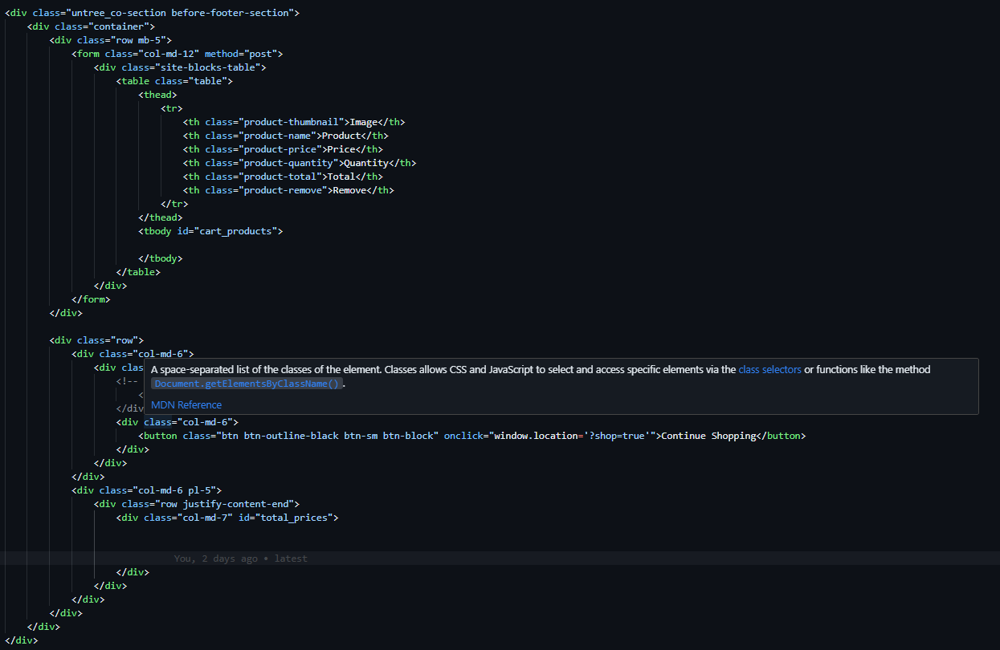 <div class="untree_co-section before-footer-section">
<div class="container">
<div class="row mb-5">
<form class="col-md-12" method="post">
<div class="site-blocks-table">
<table class="table">
<thead>
<tr>
<th class="product-thumbnail">Image</th>
<th class="product-name">Product</th>
<th class="product-price">Price</th>
<th class="product-quantity">Quantity</th>
<th class="product-total">Total</th>
<th class="product-remove">Remove</th>
</tr>
</thead>
<tbody id="cart_products">
</tbody>
</table>
</div>
</form>
</div>
<div class="row">
<div class="col-md-6">
<div clas
A space-separated list of the classes of the element. Classes allows CSS and JavaScript to select and access specific elements via the class selectors or functions like the method
<!--
Document.getElementsByClassName().
<
MDN Reference
</div
<div class="col-md-6">
<button class="btn btn-outline-black btn-sm btn-block" onclick="window.location='?shop=true'">Continue Shopping</button>
</div>
</div>
</div>
<div class="col-md-6 pl-5">
<div class="row justify-content-end">
<div class="col-md-7" id="total_prices">
You, 2 days ago • latest
</div>
</div>
</div>
</div>
</div>
</div>